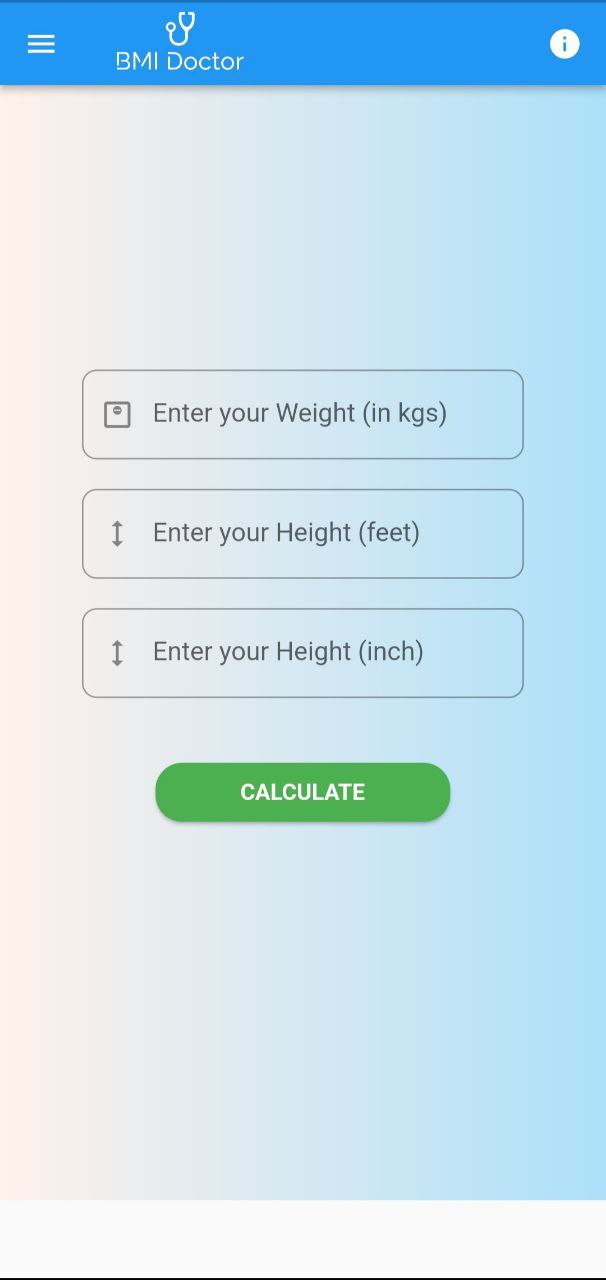 BMI Doctor
Enter your Weight (in kgs)
Enter your Height (feet)
Enter your Height (inch)
CALCULATE